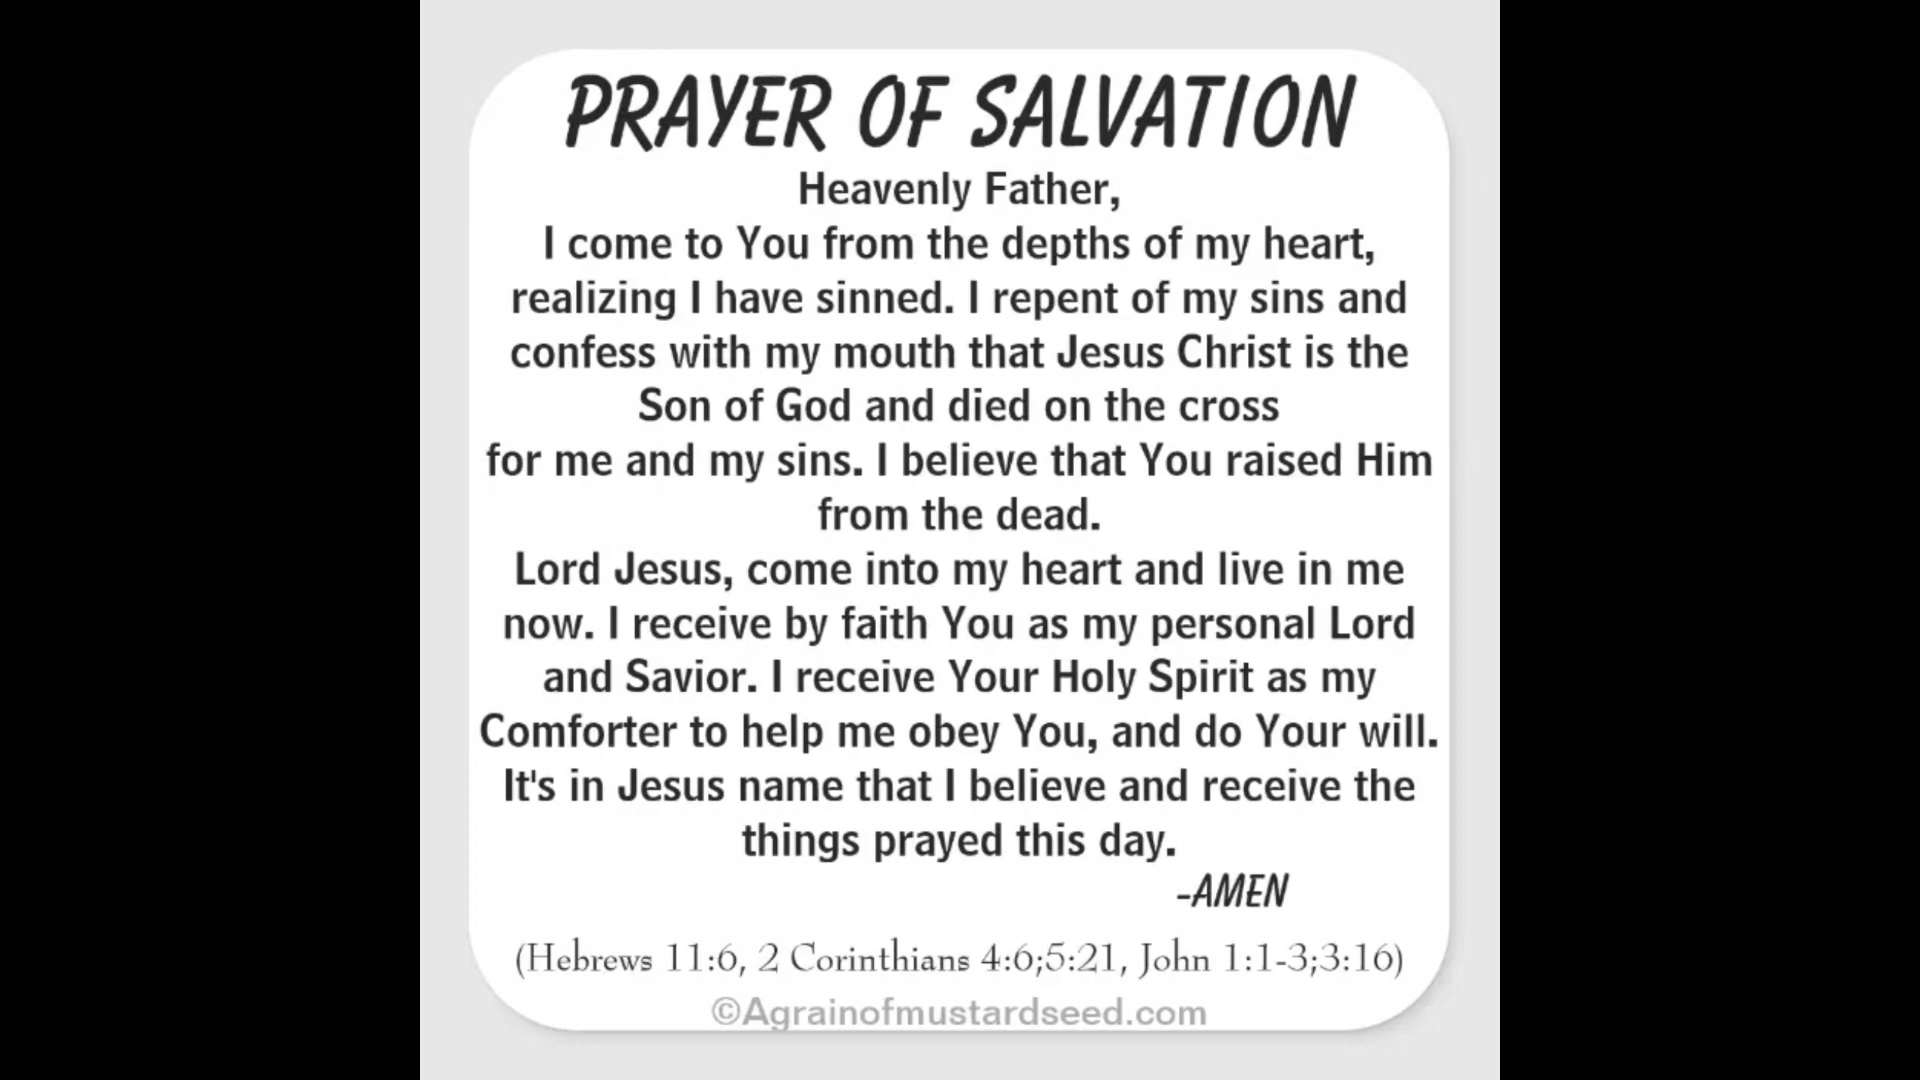 PRAYER OF SALVATION
Heavenly Father,
I come to You from the depths of my heart,
realizing I have sinned. I repent of my sins and
confess with my mouth that Jesus Christ is the
Son of God and died on the cross
for me and my sins. I believe that You raised Him
from the dead.
Lord Jesus, come into my heart and live in me
now. I receive by faith You as my personal Lord
and Savior. I receive Your Holy Spirit as my
Comforter to help me obey You, and do Your will.
It's in Jesus name that I believe and receive the
things prayed this day.
-AMEN
(Hebrews 11:6, 2 Corinthians 4:6;5:21, John 1:1-3;3:16)
©Agrainofmustardseed.com